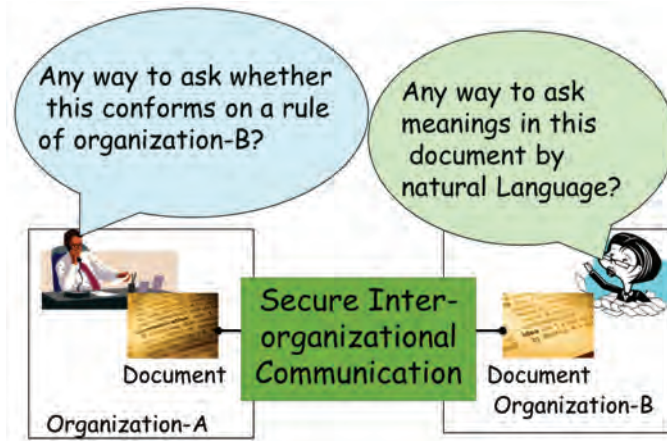 Any way to ask whether
this conforms on a rule
of organization-B?
Any way to ask
meanings in this
document by
natural Language?
Secure Inter-
organizational
Communication
Document
Organization-A
Document
Organization-B